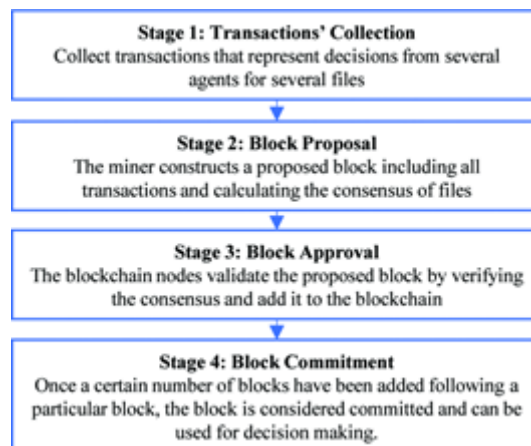 Stage 1: Transactions' Collection
Collect transactions that represent decisions from several
agents for several files
Stage 2: Block Proposal
The miner constructs a proposed block including all
transactions and calculating the consensus of files
Stage 3: Block Approval
The blockchain nodes validate the proposed block by verifying
the consensus and add it to the blockchain
Stage 4: Block Commitment
Once a certain number of blocks have been added following a
particular block, the block is considered committed and can be
used for decision making.